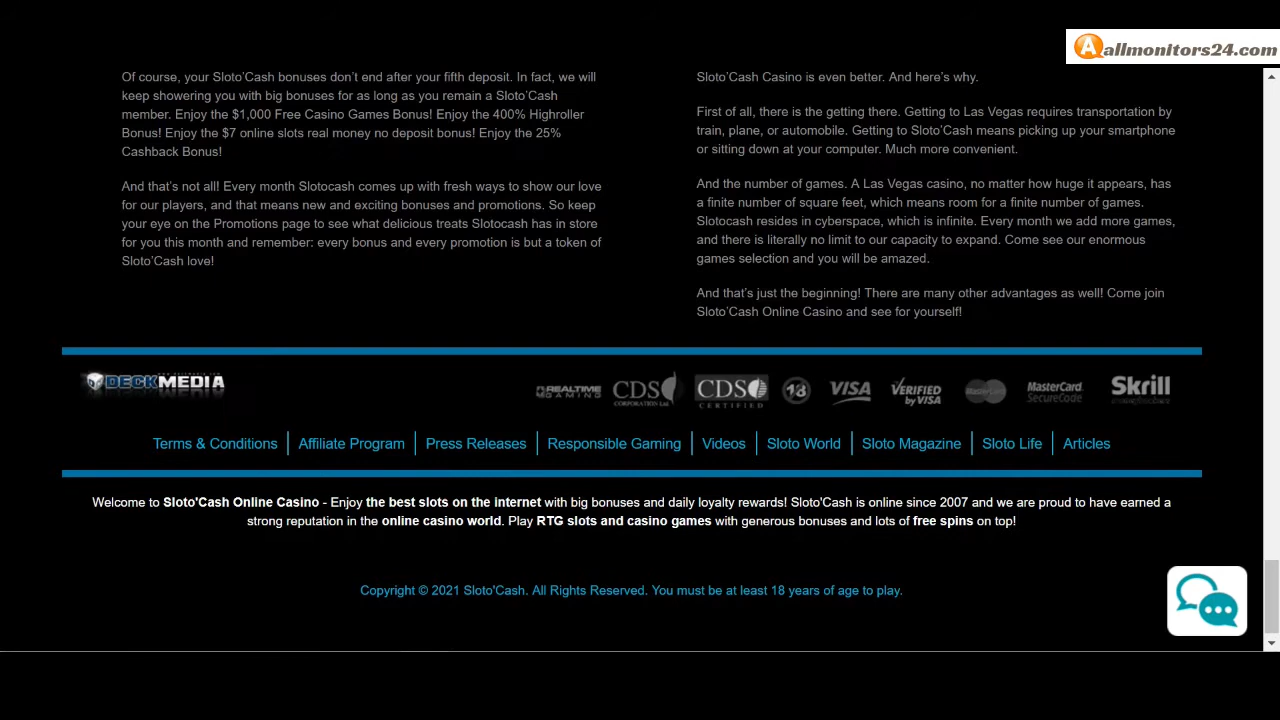 allmonitors24.com
Of course, your Sloto'Cash bonuses don't end after your fifth deposit. In fact, we will
keep showering you with big bonuses for as long as you remain a Sloto'Cash
member. Enjoy the $1,000 Free Casino Games Bonus! Enjoy the 400% Highroller
Bonus! Enjoy the $7 online slots real money no deposit bonus! Enjoy the 25%
Cashback Bonus!
And that's not all! Every month Slotocash comes up with fresh ways to show our love
for our players, and that means new and exciting bonuses and promotions. So keep
your eye on the Promotions page to see what delicious treats Slotocash has in store
for you this month and remember: every bonus and every promotion is but a token of
Sloto'Cash love!
Sloto'Cash Casino is even better. And here's why.
First of all, there is the getting there. Getting to Las Vegas requires transportation by
train, plane, or automobile. Getting to Sloto'Cash means picking up your smartphone
or sitting down at your computer. Much more convenient.
And the number of games. A Las Vegas casino, no matter how huge it appears, has
a finite number of square feet, which means room for a finite number of games.
Slotocash resides in cyberspace, which is infinite. Every month we add more games,
and there is literally no limit to our capacity to expand. Come see our enormous
games selection and you will be amazed.
And that's just the beginning! There are many other advantages as well! Come join
Sloto'Cash Online Casino and see for yourself!
DECKMEDIA
REALTIME GAMING
CDS CORPORATION Ltd
CDS CERTIFIED
18
VISA
VERIFIED by VISA
MasterCard
MasterCard. SecureCode
Skrill
Terms & Conditions | Affiliate Program | Press Releases | Responsible Gaming | Videos | Sloto World | Sloto Magazine | Sloto Life | Articles
Welcome to Sloto'Cash Online Casino - Enjoy the best slots on the internet with big bonuses and daily loyalty rewards! Sloto'Cash is online since 2007 and we are proud to have earned a
strong reputation in the online casino world. Play RTG slots and casino games with generous bonuses and lots of free spins on top!
Copyright © 2021 Sloto'Cash. All Rights Reserved. You must be at least 18 years of age to play.